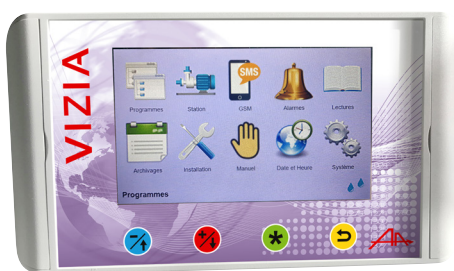 VIZIA
SMS
Programmes Station GSM Alarmes Lectures
Archivages Installation Manuel Date et Heure Système
Programmes